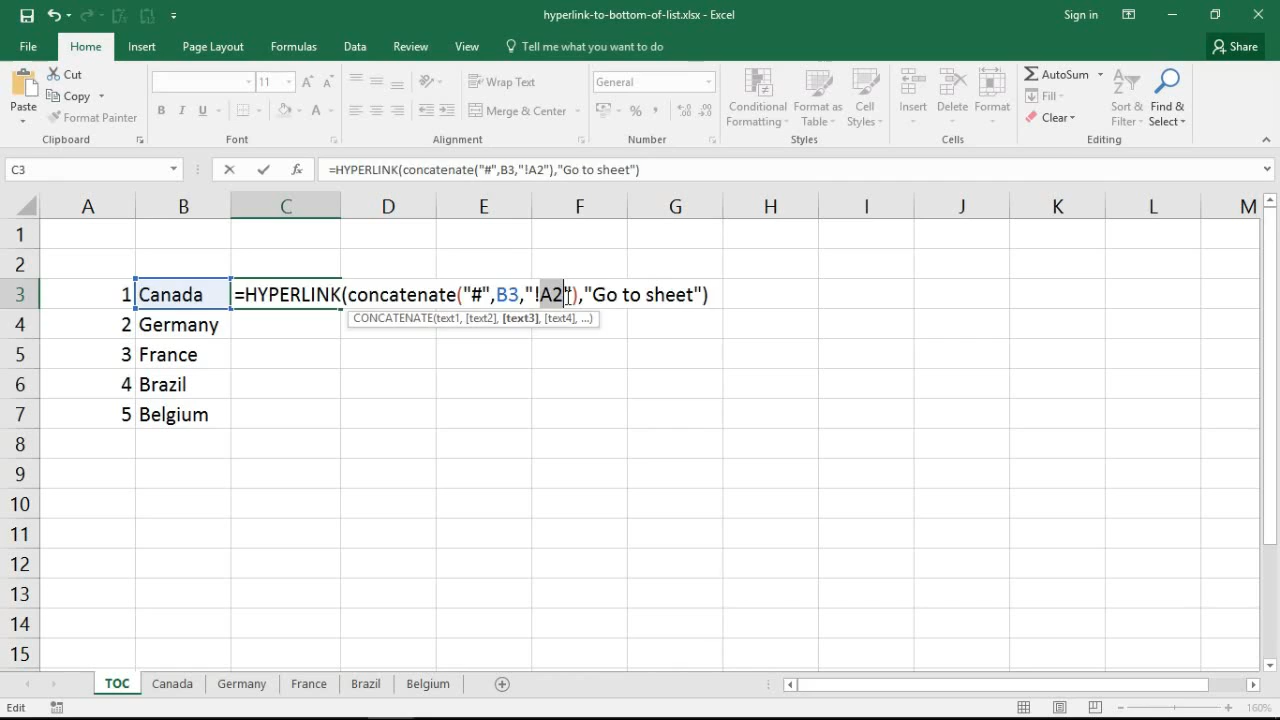 hyperlink-to-bottom-of-list.xlsx - Excel
Sign in
File Home Insert Page Layout Formulas Data Review View Tell me what you want to do Share
Paste
Cut
Copy
Format Painter
Clipboard
11
B I U
Font
Wrap Text
Merge & Center
Alignment
General
%
Number
Conditional Formatting
Format as Table
Cell Styles
Styles
Insert Delete Format
Cells
AutoSum
Fill
Clear
Sort & Filter
Find & Select
Editing
C3
fx
=HYPERLINK(concatenate("#",B3,"!A2"),"Go to sheet")
A B C D E F G H I J K L M
1
2
3 1 Canada =HYPERLINK(concatenate("#",B3,"!A2"),"Go to sheet")
CONCATENATE(text1, [text2], [text3], [text4], ...)
4 2 Germany
5 3 France
6 4 Brazil
7 5 Belgium
8
9
10
11
12
13
14
15
TOC Canada Germany France Brazil Belgium
Edit
160%